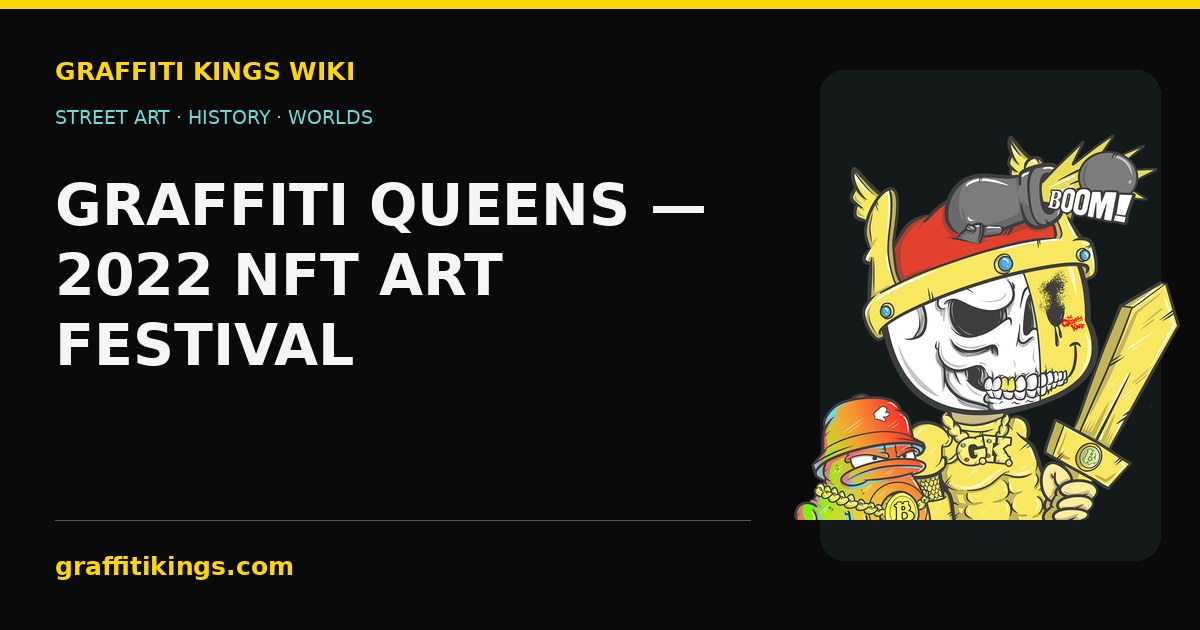 GRAFFITI KINGS WIKI
STREET ART · HISTORY · WORLDS
GRAFFITI QUEENS —
2022 NFT ART
FESTIVAL
graffitikings.com
BOOM!
GK
B
B